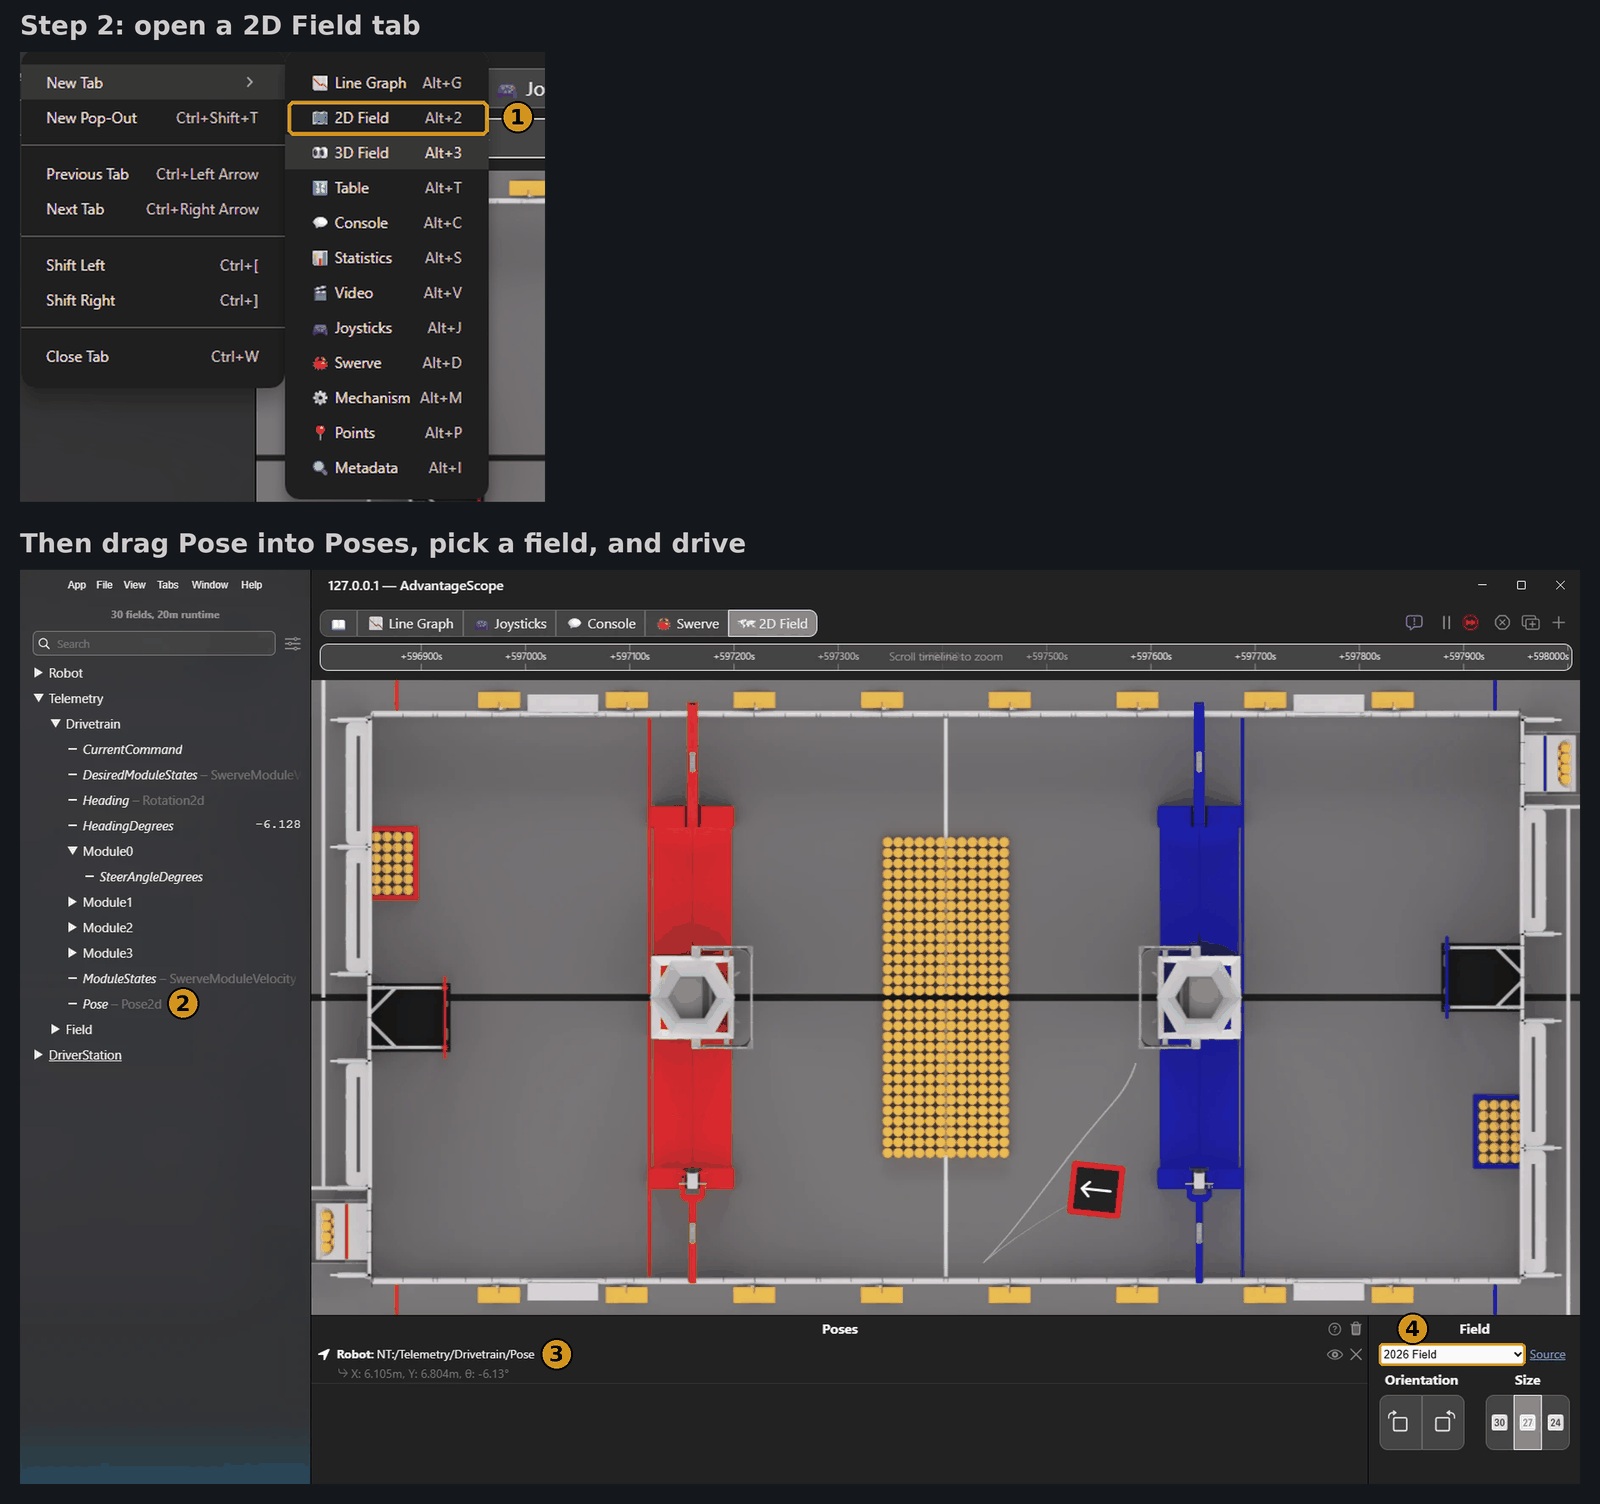 Step 2: open a 2D Field tab
New Tab
New Pop-Out Ctrl+Shift+T
Previous Tab Ctrl+Left Arrow
Next Tab Ctrl+Right Arrow
Shift Left Ctrl+[
Shift Right Ctrl+]
Close Tab Ctrl+W
Line Graph Alt+G
2D Field Alt+2
1
3D Field Alt+3
Table Alt+T
Console Alt+C
Statistics Alt+S
Video Alt+V
Joysticks Alt+J
Swerve Alt+D
Mechanism Alt+M
Points Alt+P
Metadata Alt+I
Jo
Then drag Pose into Poses, pick a field, and drive
App File View Tabs Window Help
30 fields, 20m runtime
Search
Robot
Telemetry
Drivetrain
CurrentCommand
DesiredModuleStates – SwerveModuleV
Heading – Rotation2d
HeadingDegrees -6.128
Module0
SteerAngleDegrees
Module1
Module2
Module3
ModuleStates – SwerveModuleVelocity
Pose – Pose2d 2
Field
DriverStation
127.0.0.1 — AdvantageScope
Line Graph Joysticks Console Swerve 2D Field
+596900s +597000s +597100s +597200s +597300s Scroll timeline to zoom +597500s +597600s +597700s +597800s +597900s +598000s
Poses
Robot: NT:/Telemetry/Drivetrain/Pose 3
X: 6.105m, Y: 6.804m, θ: -6.13°
4 Field
2026 Field Source
Orientation Size
30 27 24